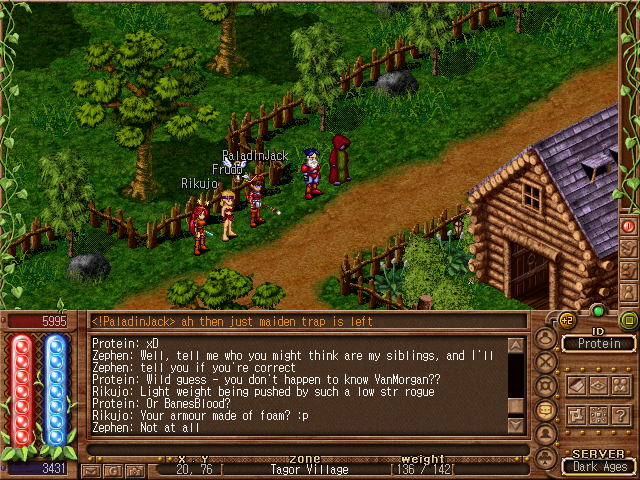 PaladinJack
Frudo
Rikujo
5995
<!PaladinJack> ah then just maiden trap is left
+2
ID
Protein
Protein: xD
Zephen: Well, tell me who you might think are my siblings, and I'll
Zephen: tell you if you're correct
Protein: Wild guess - you don't happen to know VanMorgan??
Rikujo: Light weight being pushed by such a low str rogue
Protein: Or BanesBlood?
Rikujo: Your armour made of foam? :p
Zephen: Not at all
?
x y zone weight
3431
G
20, 76 Tagor Village 136 / 142
SERVER
Dark Ages